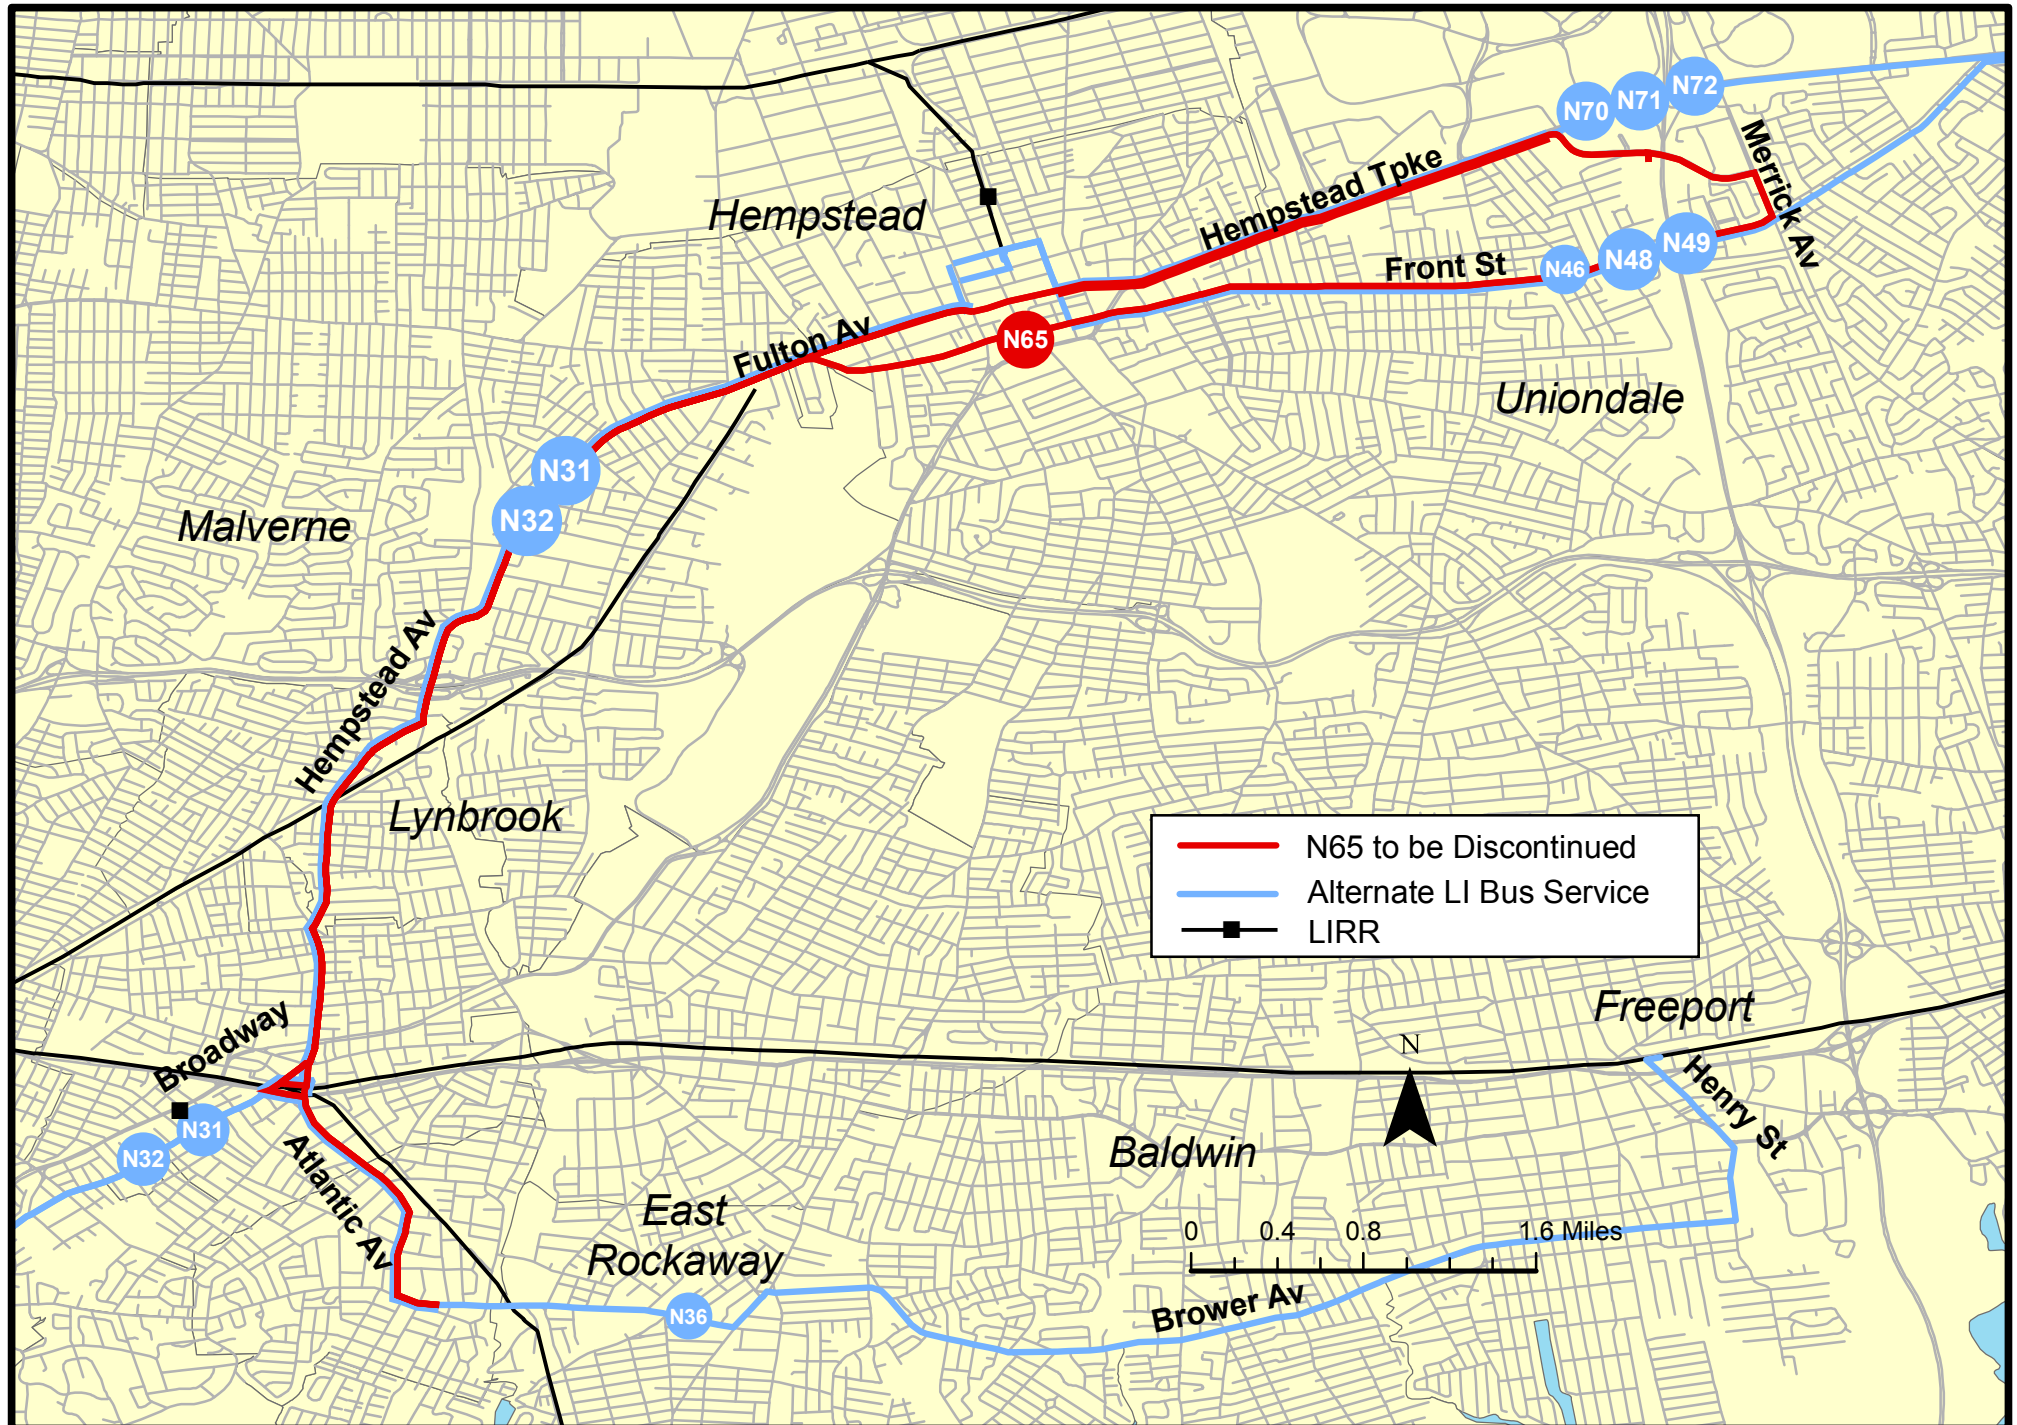 N72
N71
N70
Merrick Av
Hempstead Tpke
Hempstead
N49
N48
N46
Front St
Fulton Av
N65
Uniondale
N31
N32
Malverne
Hempstead Av
Lynbrook
N65 to be Discontinued
Alternate LI Bus Service
LIRR
Freeport
Broadway
N
Henry St
N31
N32
Atlantic Av
Baldwin
East
Rockaway
0 0.4 0.8 1.6 Miles
Brower Av
N36